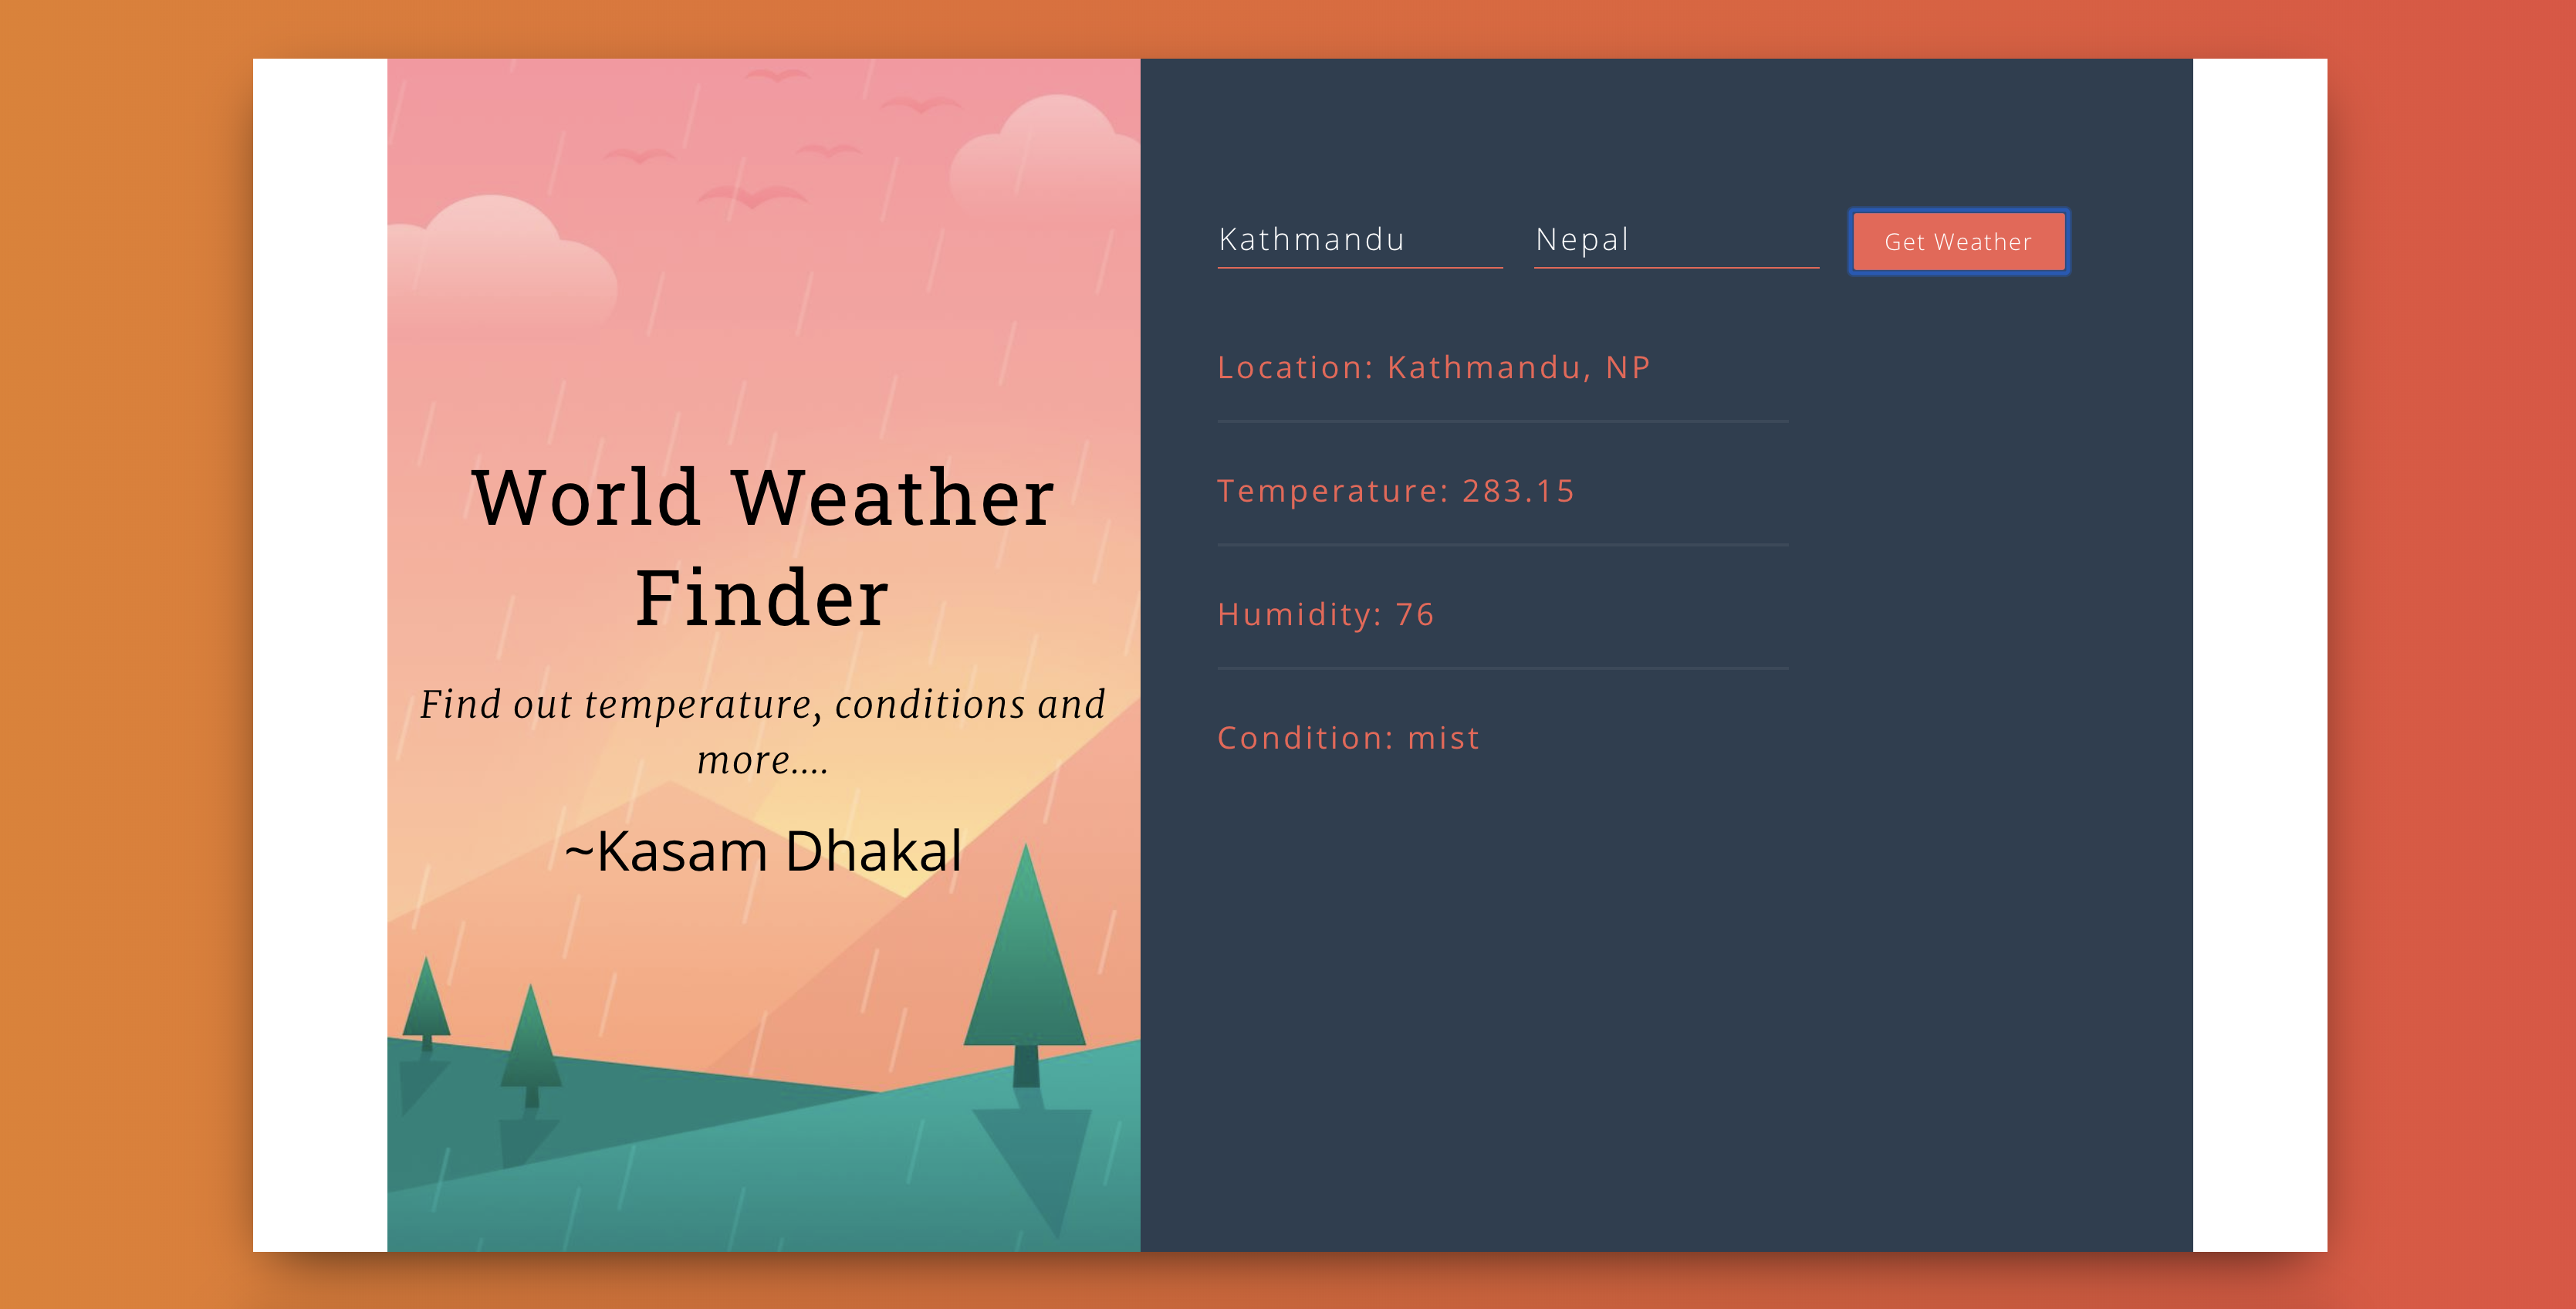 World Weather
Finder
Find out temperature, conditions and
more....
~Kasam Dhakal
Kathmandu Nepal Get Weather
Location: Kathmandu, NP
Temperature: 283.15
Humidity: 76
Condition: mist